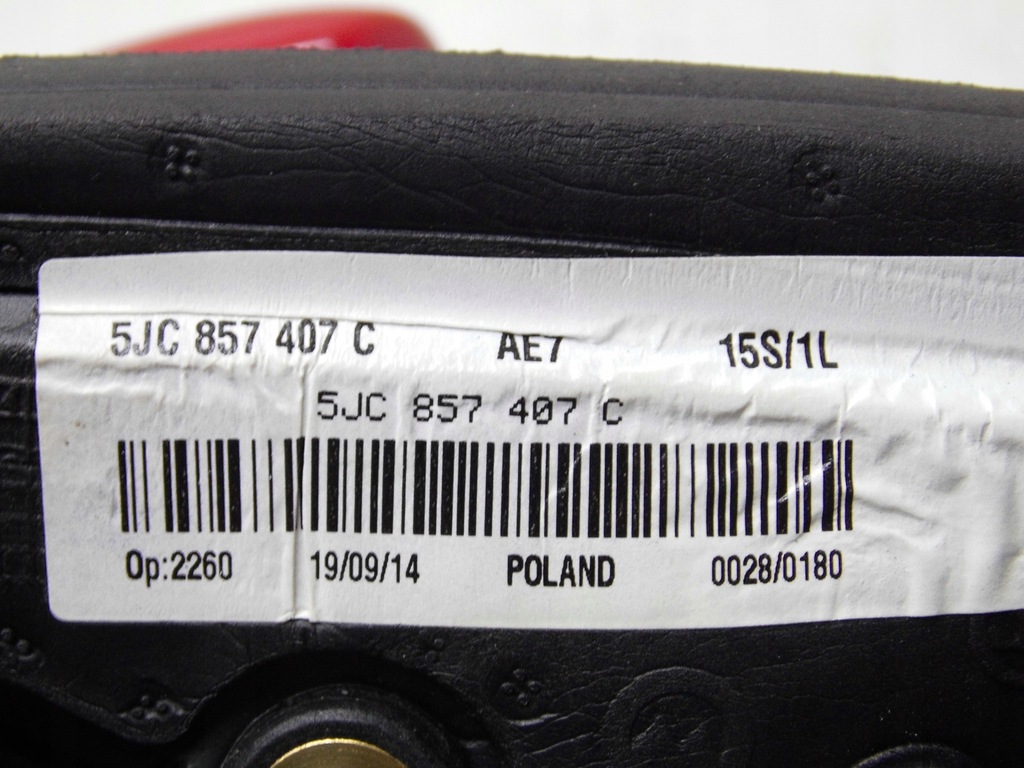 5JC 857 407 C AE7 15S/1L
5JC 857 407 C
Op:2260 19/09/14 POLAND 0028/0180